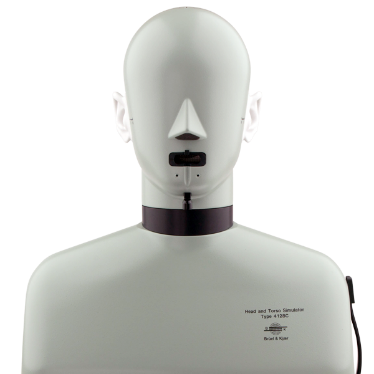 Head and Torso Simulator
Type 4128C
Brüel & Kjær